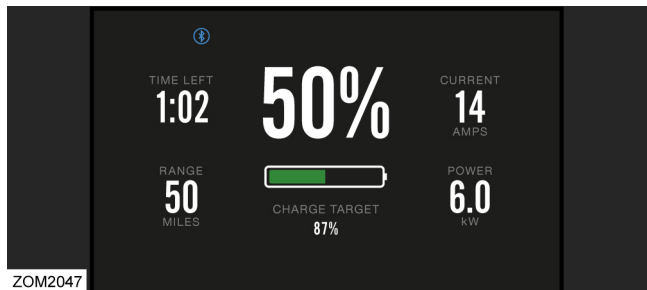 TIME LEFT
1:02
50%
CURRENT
14
AMPS
RANGE
50
MILES
CHARGE TARGET
87%
POWER
6.0
kW
ZOM2047